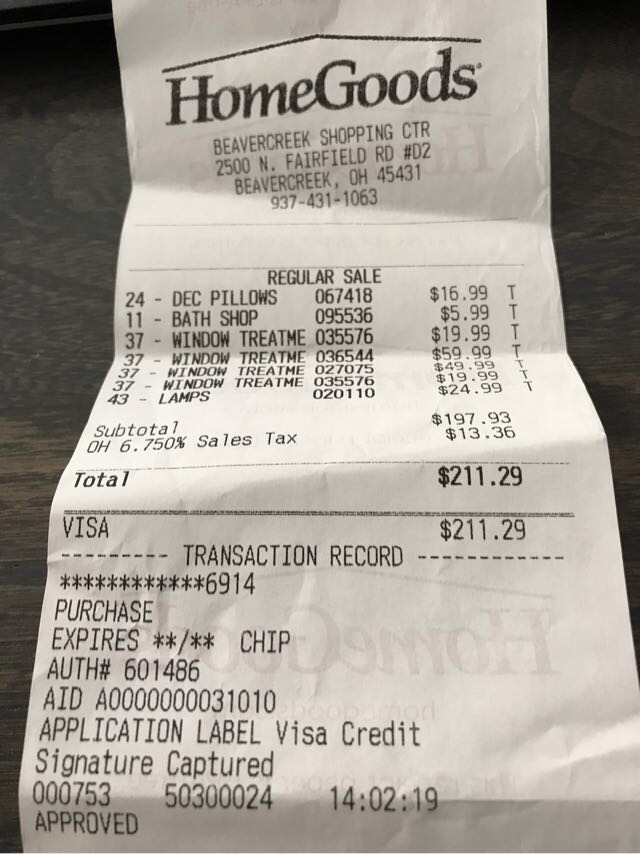 HomeGoods
BEAVERCREEK SHOPPING CTR
2500 N. FAIRFIELD RD #D2
BEAVERCREEK, OH 45431
937-431-1063
REGULAR SALE
24 - DEC PILLOWS 067418 $16.99 T
11 - BATH SHOP 095536 $5.99 T
37 - WINDOW TREATME 035576 $19.99 T
37 - WINDOW TREATME 036544 $59.99 T
37 - WINDOW TREATME 027075 $49.99 T
37 - WINDOW TREATME 035576 $19.99 T
43 - LAMPS 020110 $24.99 T
Subtotal $197.93
OH 6.750% Sales Tax $13.36
Total $211.29
VISA $211.29
--------- TRANSACTION RECORD ------------
************6914
PURCHASE
EXPIRES **/** CHIP
AUTH# 601486
AID A0000000031010
APPLICATION LABEL Visa Credit
Signature Captured
000753 50300024 14:02:19
APPROVED